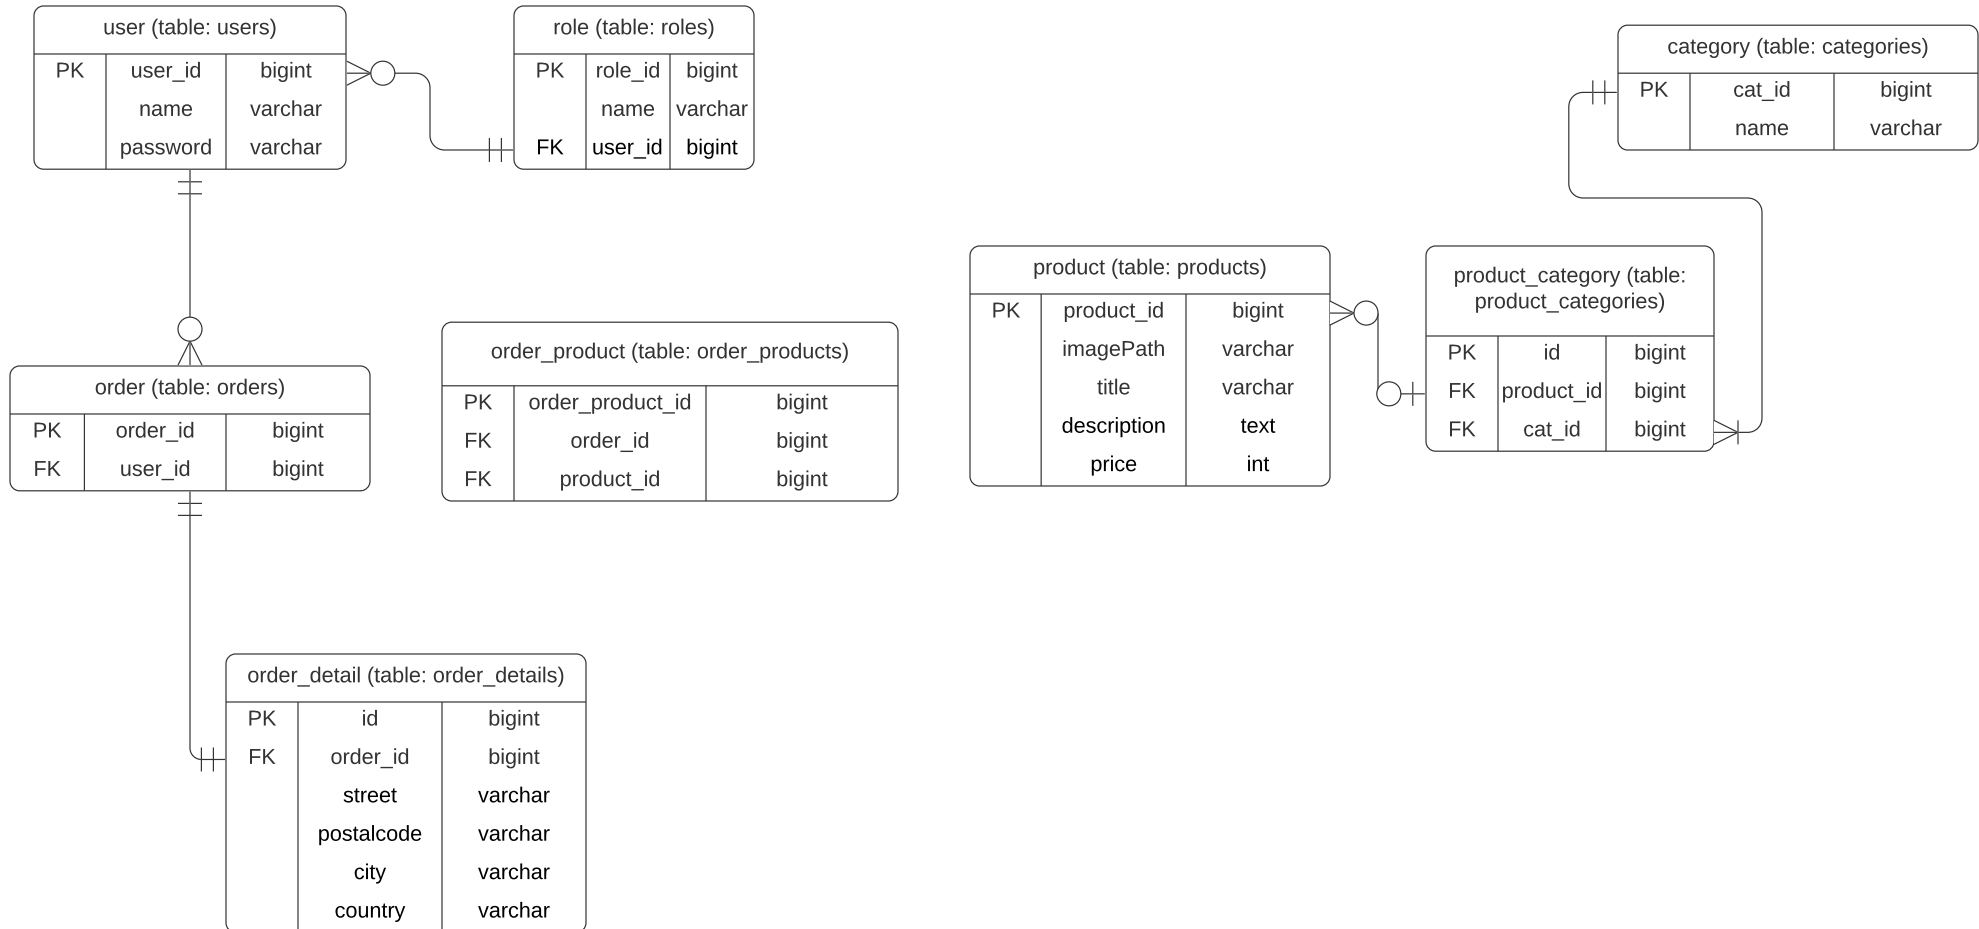 user (table: users)
PK user_id bigint
name varchar
password varchar
role (table: roles)
PK role_id bigint
name varchar
FK user_id bigint
category (table: categories)
PK cat_id bigint
name varchar
product (table: products)
PK product_id bigint
imagePath varchar
title varchar
description text
price int
product_category (table:
product_categories)
PK id bigint
FK product_id bigint
FK cat_id bigint
order (table: orders)
PK order_id bigint
FK user_id bigint
order_product (table: order_products)
PK order_product_id bigint
FK order_id bigint
FK product_id bigint
order_detail (table: order_details)
PK id bigint
FK order_id bigint
street varchar
postalcode varchar
city varchar
country varchar